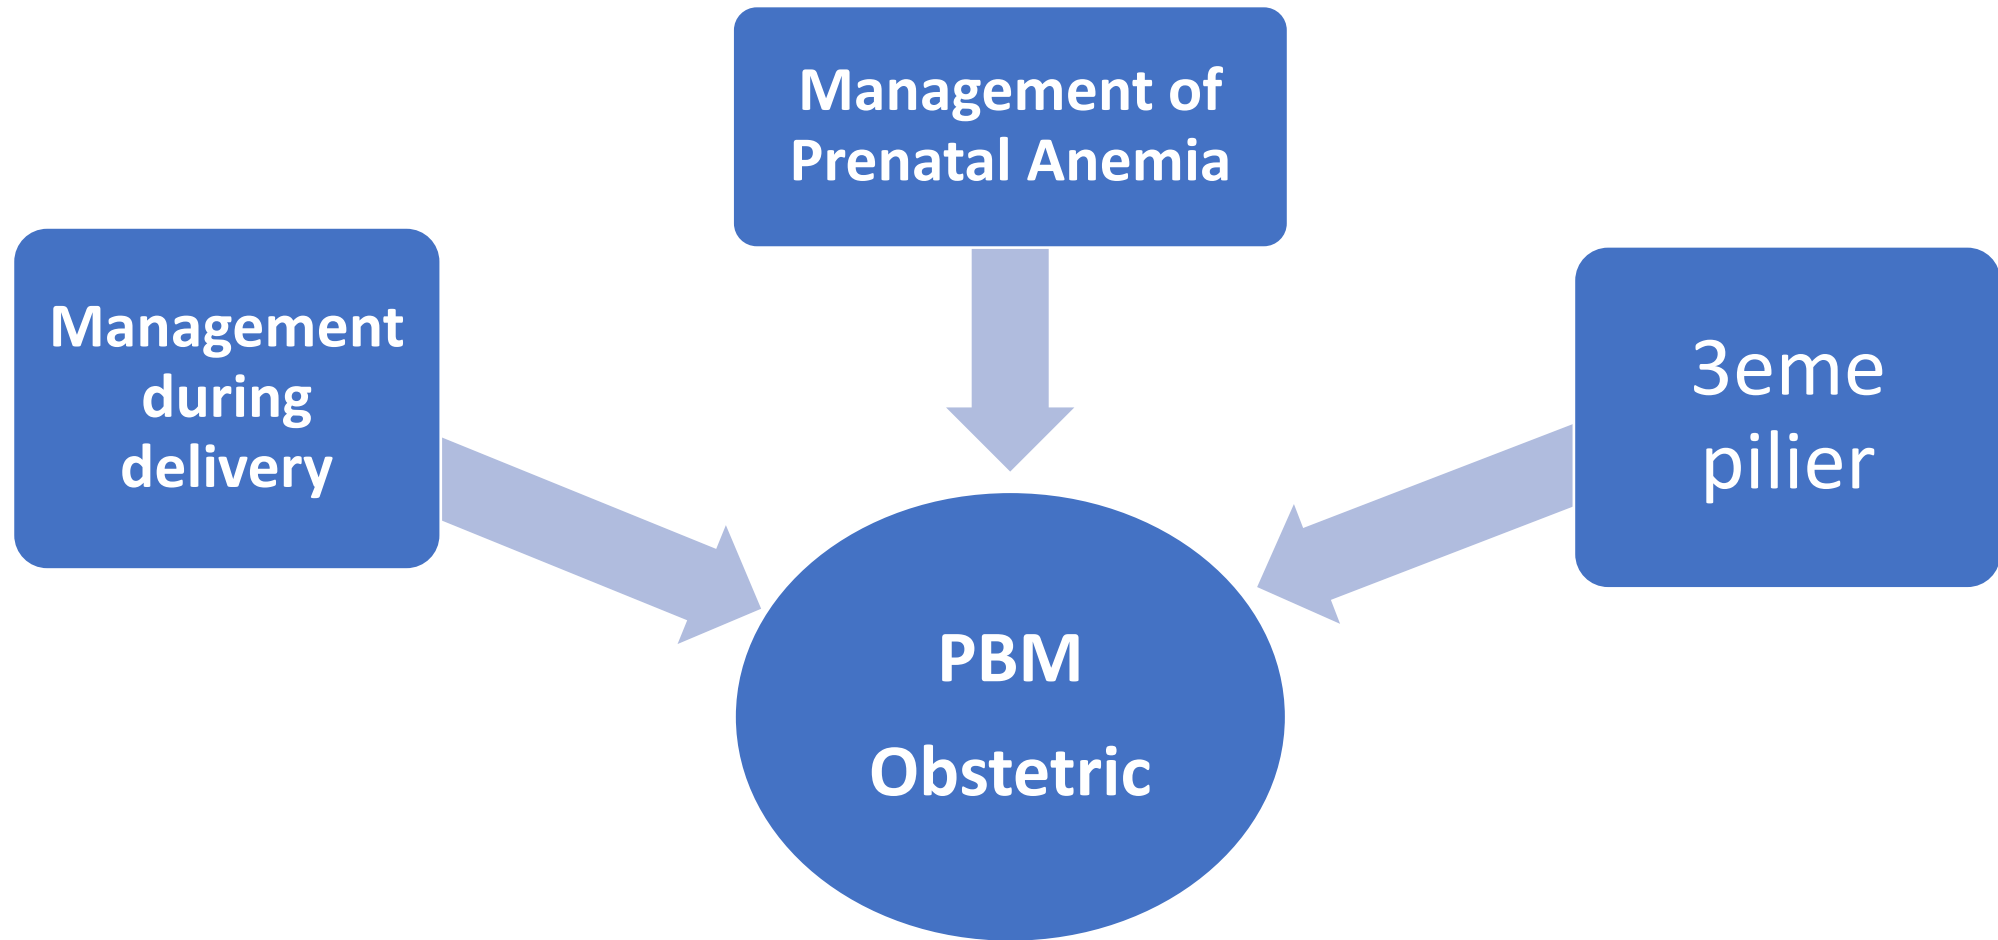 Management of
Prenatal Anemia
Management
during
delivery
3eme
pilier
PBM
Obstetric